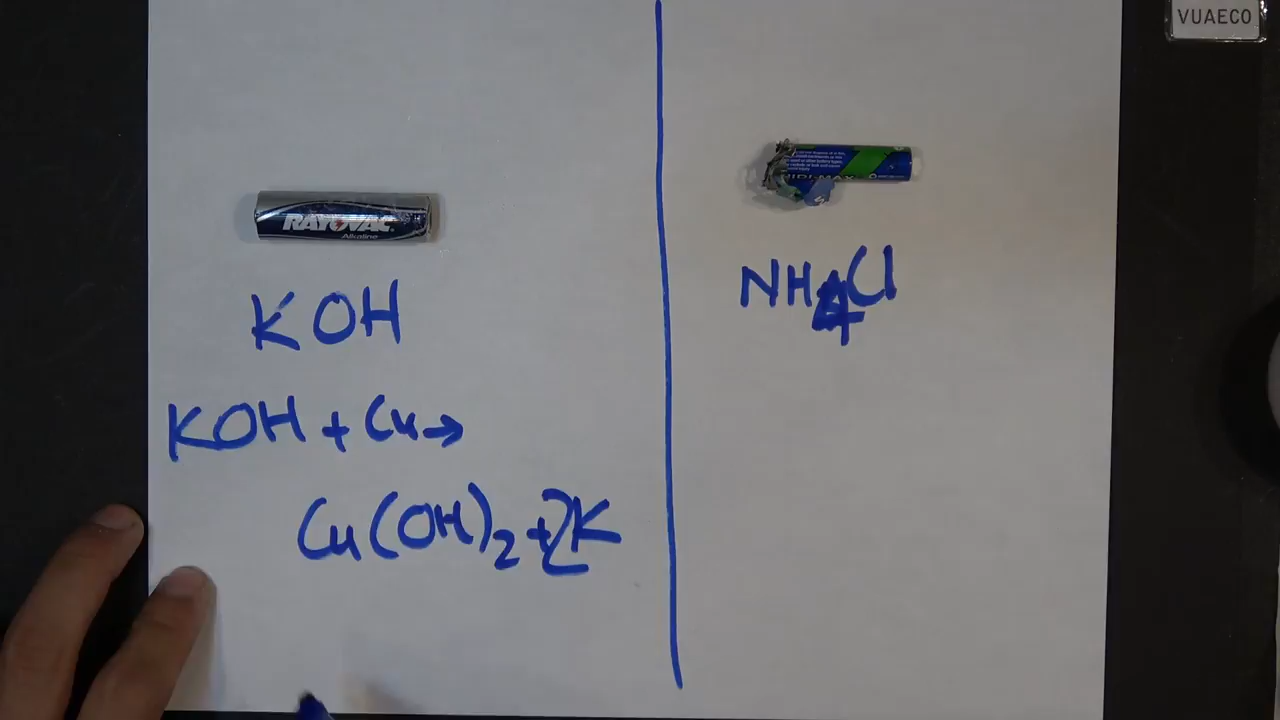 VUAECO
RAYOVAC
Alkaline
KOH
NH4Cl
KOH + Cu →
Cu(OH)2 + 2K